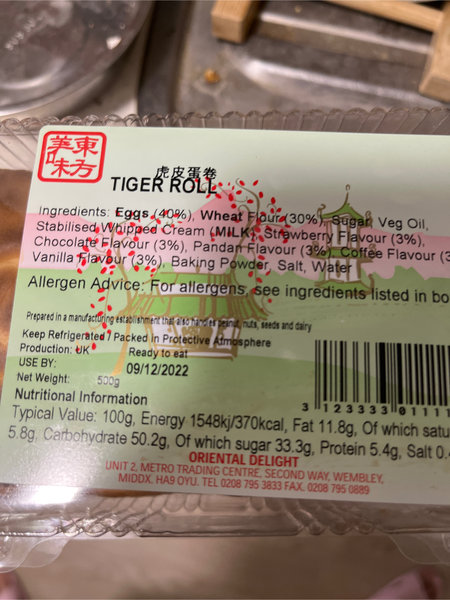 東方
美味
虎皮蛋卷
TIGER ROLL
Ingredients: Eggs (40%), Wheat Flour (30%), Sugar, Veg Oil,
Stabilised Whipped Cream (MILK), Strawberry Flavour (3%),
Chocolate Flavour (3%), Pandan Flavour (3%, Coffee Flavour (3
Vanilla Flavour (3%), Baking Powder, Salt, Water
Allergen Advice: For allergens, see ingredients listed in bo
Prepared in a manufacturing establishment that also handles peanut, nuts, seeds and dairy
Keep Refrigerated / Packed in Protective Atmosphere
Production: UK Ready to eat
USE BY: 09/12/2022
Net Weight: 500g
3 123333 01111
Nutritional Information
Typical Value: 100g, Energy 1548kj/370kcal, Fat 11.8g, Of which satu
5.8g, Carbohydrate 50.2g, Of which sugar 33.3g, Protein 5.4g, Salt 0.4
ORIENTAL DELIGHT
UNIT 2, METRO TRADING CENTRE, SECOND WAY, WEMBLEY,
MIDDX. HA9 OYU. TEL 0208 795 3833 FAX. 0208 795 0889